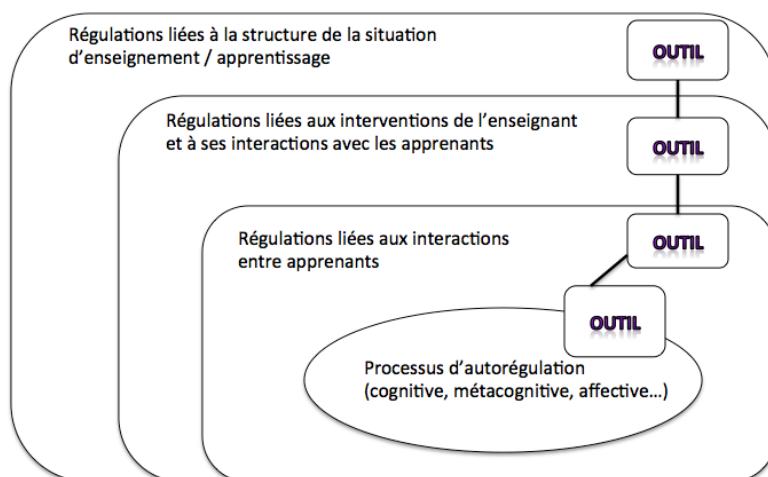 Régulations liées à la structure de la situation
d’enseignement / apprentissage
OUTIL
Régulations liées aux interventions de l’enseignant
et à ses interactions avec les apprenants
OUTIL
Régulations liées aux interactions
entre apprenants
OUTIL
OUTIL
Processus d’autorégulation
(cognitive, métacognitive, affective…)